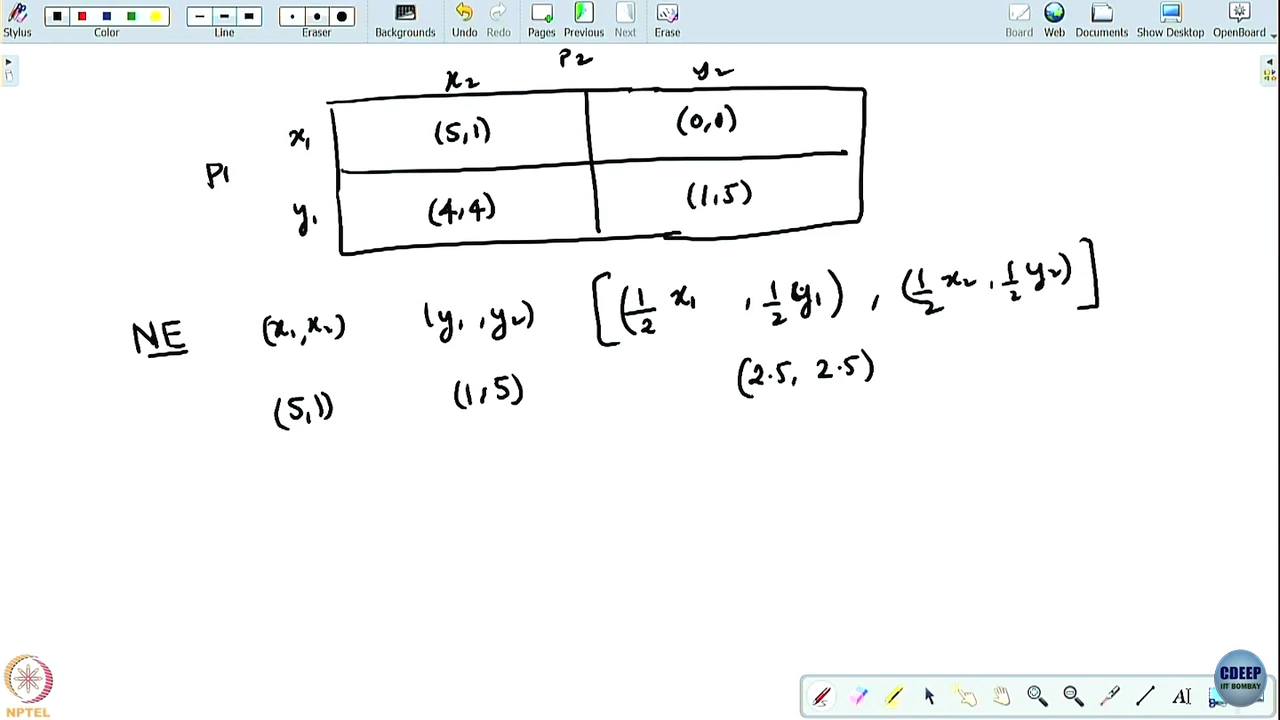 Stylus Color Line Eraser Backgrounds Undo Redo Pages Previous Next Erase Board Web Documents Show Desktop OpenBoard
P2
x2 y2
x1 (5,1) (0,0)
P1
y1 (4,4) (1,5)
NE (x1,x2) (y1,y2) [(1/2 x1, 1/2 y1), (1/2 x2, 1/2 y2)]
(5,1) (1,5) (2.5, 2.5)
CDEEP
IIT BOMBAY
NPTEL